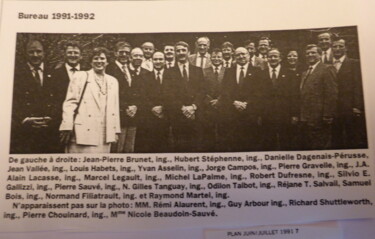 Bureau 1991-1992
De gauche à droite : Jean-Pierre Brunet, ing., Hubert Stéphenne, ing., Danielle Dagenais-Pérusse,
ing., Jean Vallée, ing., Louis Habets, ing., Yvan Asselin, ing., Jorge Campos, ing., Pierre Gravelle, ing., J.A.
Alain Lacasse, ing., Marcel Legault, ing., Michel LaPalme, ing., Robert Dufresne, ing., Silvio E.
Gallizzi, ing., Pierre Sauvé, ing., N. Gilles Tanguay, ing., Odilon Talbot, ing., Réjane T. Salvail, Samuel
Bois, ing., Normand Filiatrault, ing. et Raymond Martel, ing.
N'apparaissent pas sur la photo : MM. Rémi Alaurent, ing., Guy Arbour ing., Richard Shuttleworth,
ing., Pierre Chouinard, ing., Mme Nicole Beaudoin-Sauvé.
PLAN JUIN/JUILLET 1991 7